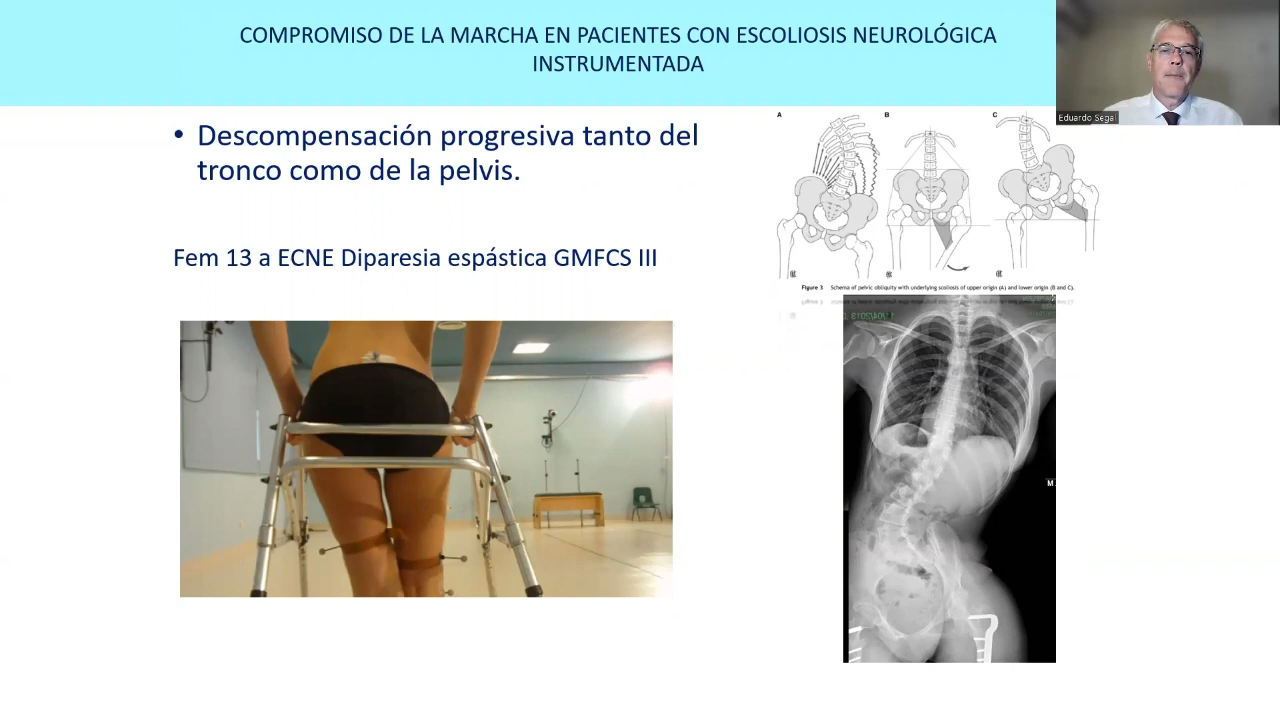 COMPROMISO DE LA MARCHA EN PACIENTES CON ESCOLIOSIS NEUROLÓGICA
INSTRUMENTADA
Eduardo Segal
• Descompensación progresiva tanto del
tronco como de la pelvis.
Fem 13 a ECNE Diparesia espástica GMFCS III
A B C
Figure 3 Schema of pelvic obliquity with underlying scoliosis of upper origin (A) and lower origin (B and C).
M